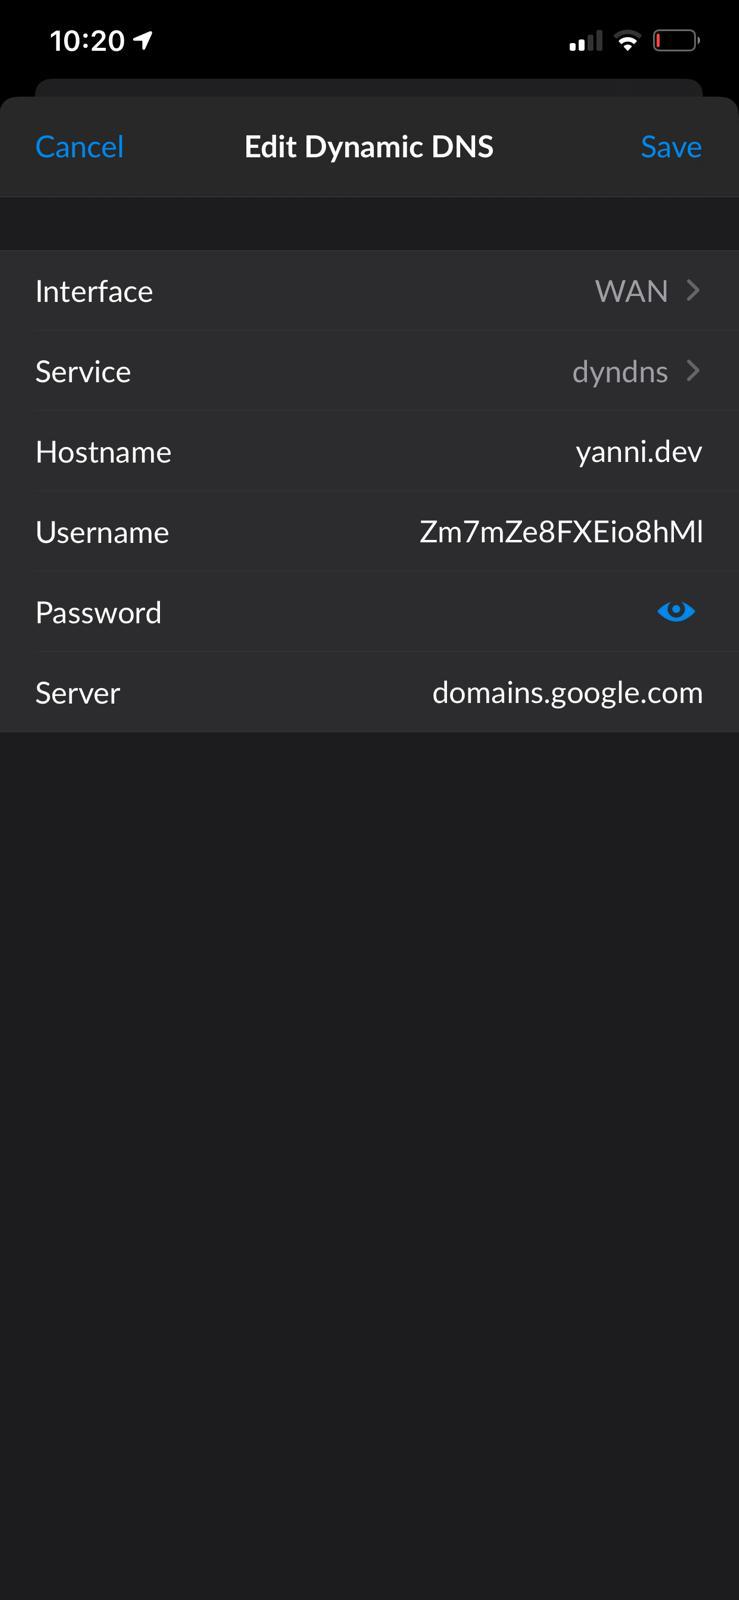 10:20
Cancel Edit Dynamic DNS Save
Interface WAN
Service dyndns
Hostname yanni.dev
Username Zm7mZe8FXEio8hMl
Password
Server domains.google.com